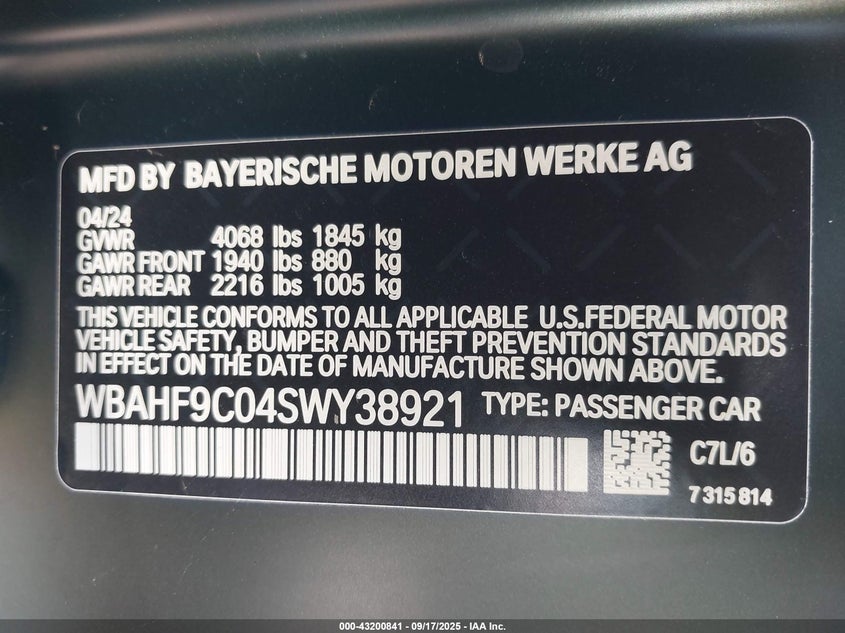 MFD BY BAYERISCHE MOTOREN WERKE AG
04/24
GVWR 4068 lbs 1845 kg
GAWR FRONT 1940 lbs 880 kg
GAWR REAR 2216 lbs 1005 kg
THIS VEHICLE CONFORMS TO ALL APPLICABLE U.S.FEDERAL MOTOR
VEHICLE SAFETY, BUMPER AND THEFT PREVENTION STANDARDS
IN EFFECT ON THE DATE OF MANUFACTURE SHOWN ABOVE.
WBAHF9C04SWY38921 TYPE: PASSENGER CAR
C7L/6
7 315 814
000-43200841 - 09/17/2025 - IAA Inc.